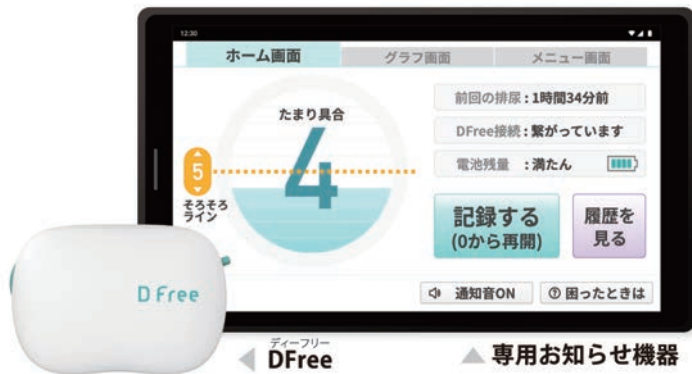 12:30
ホーム画面
グラフ画面
メニュー画面
たまり具合
4
5
そろそろ
ライン
前回の排尿：1時間34分前
DFree接続：繋がっています
電池残量 ：満たん
記録する
(0から再開)
履歴を
見る
通知音ON
困ったときは
D Free
ディーフリー
DFree
専用お知らせ機器